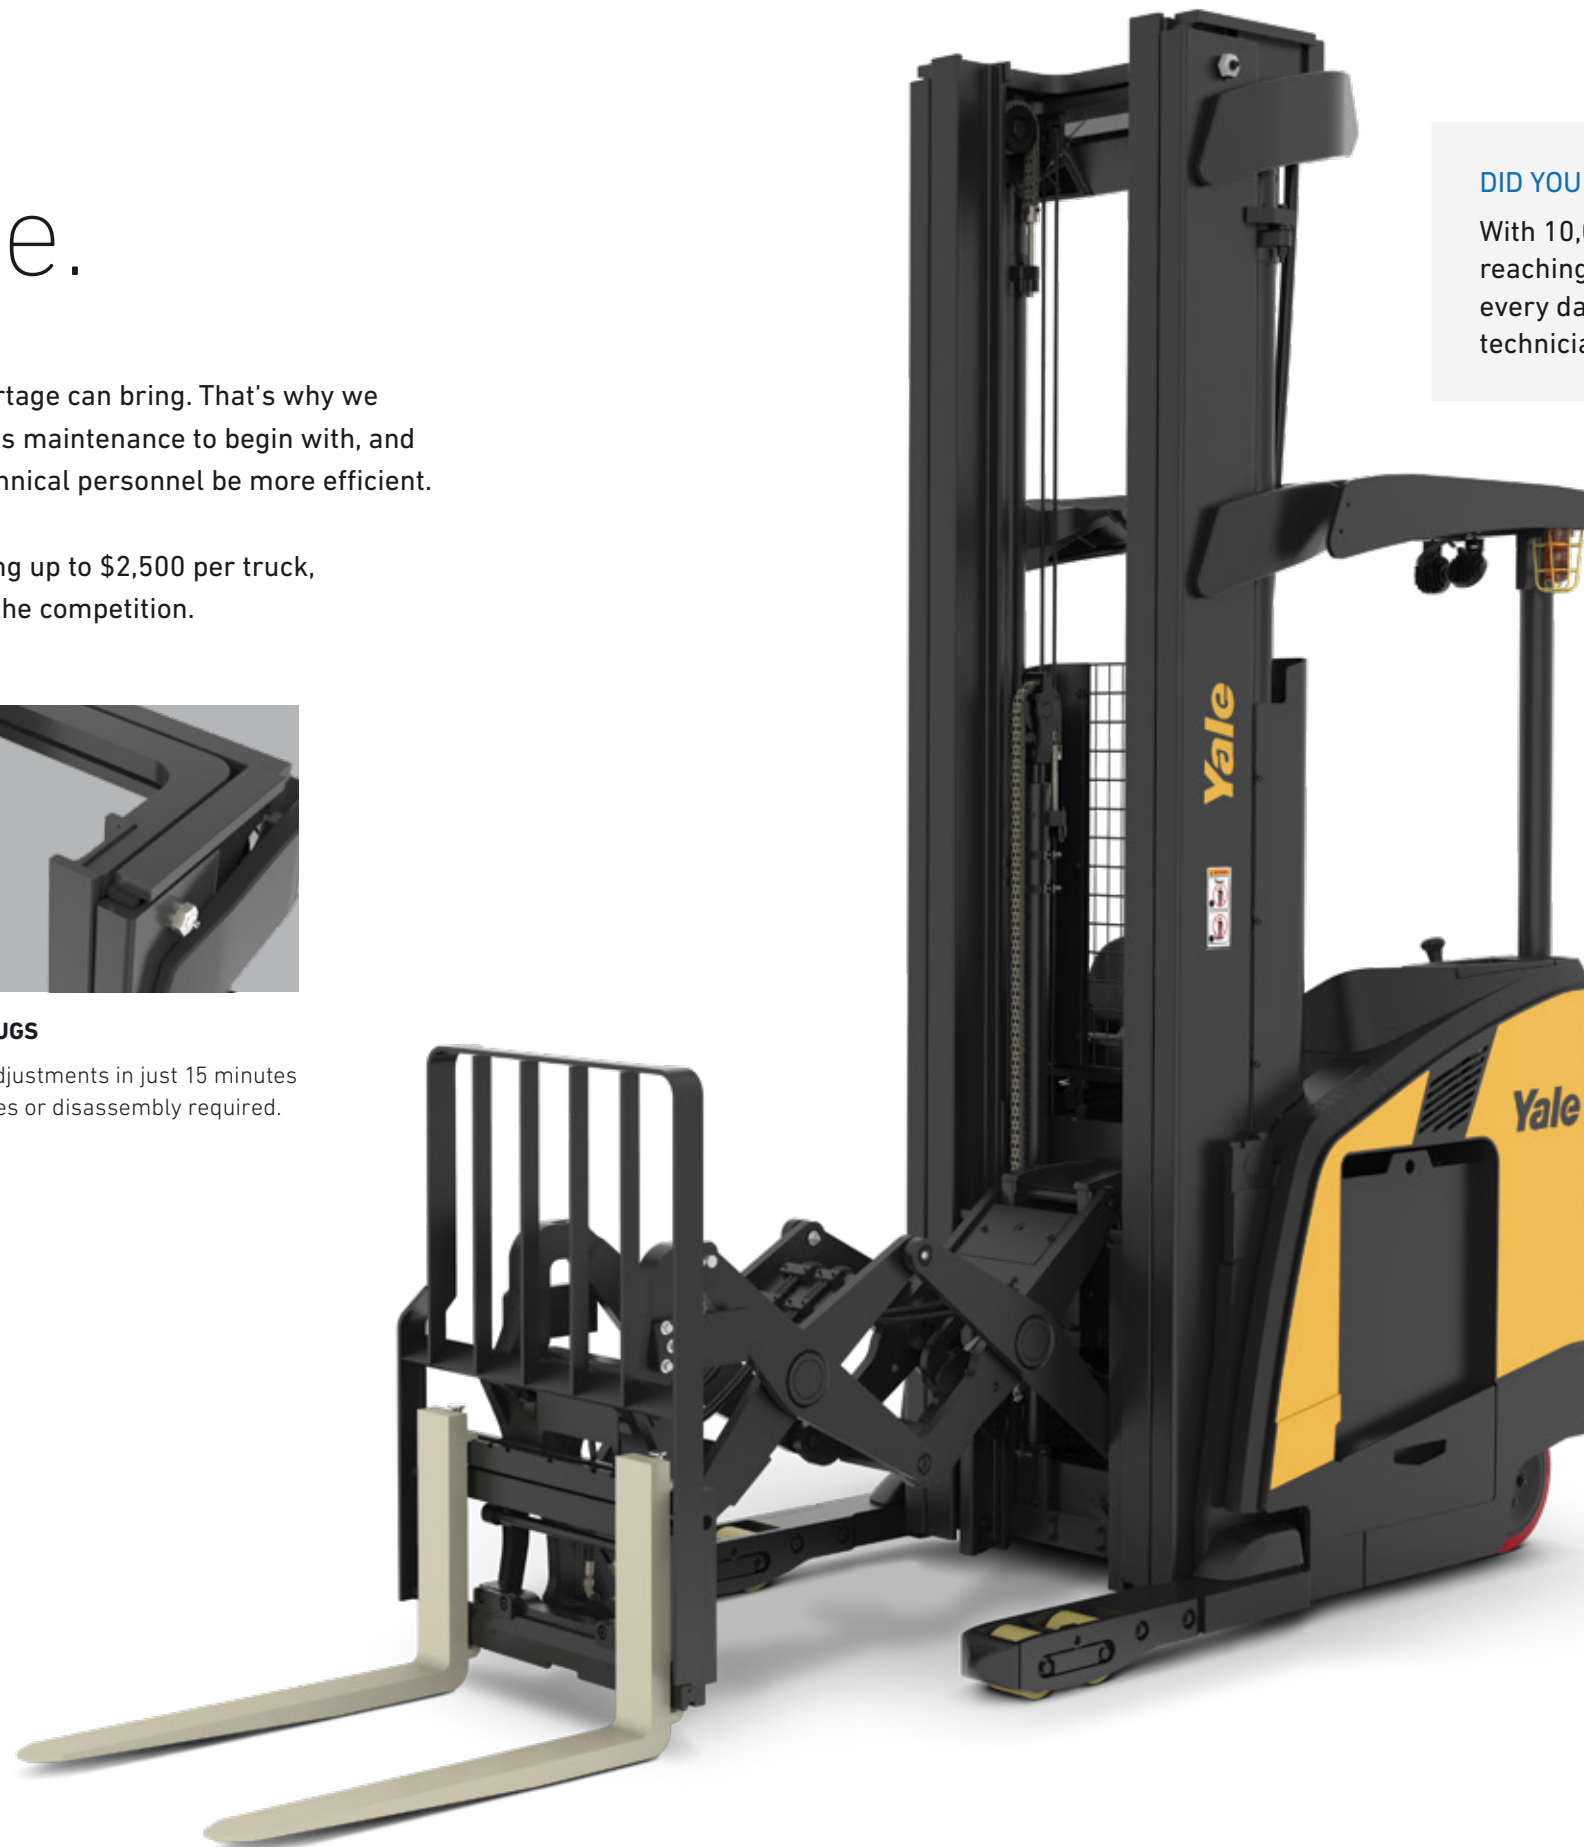 e.
rtage can bring. That’s why we
s maintenance to begin with, and
hnical personnel be more efficient.
ng up to $2,500 per truck,
the competition.
UGS
djustments in just 15 minutes
es or disassembly required.
DID YOU
With 10,
reaching
every da
technicia
Yale
Yale